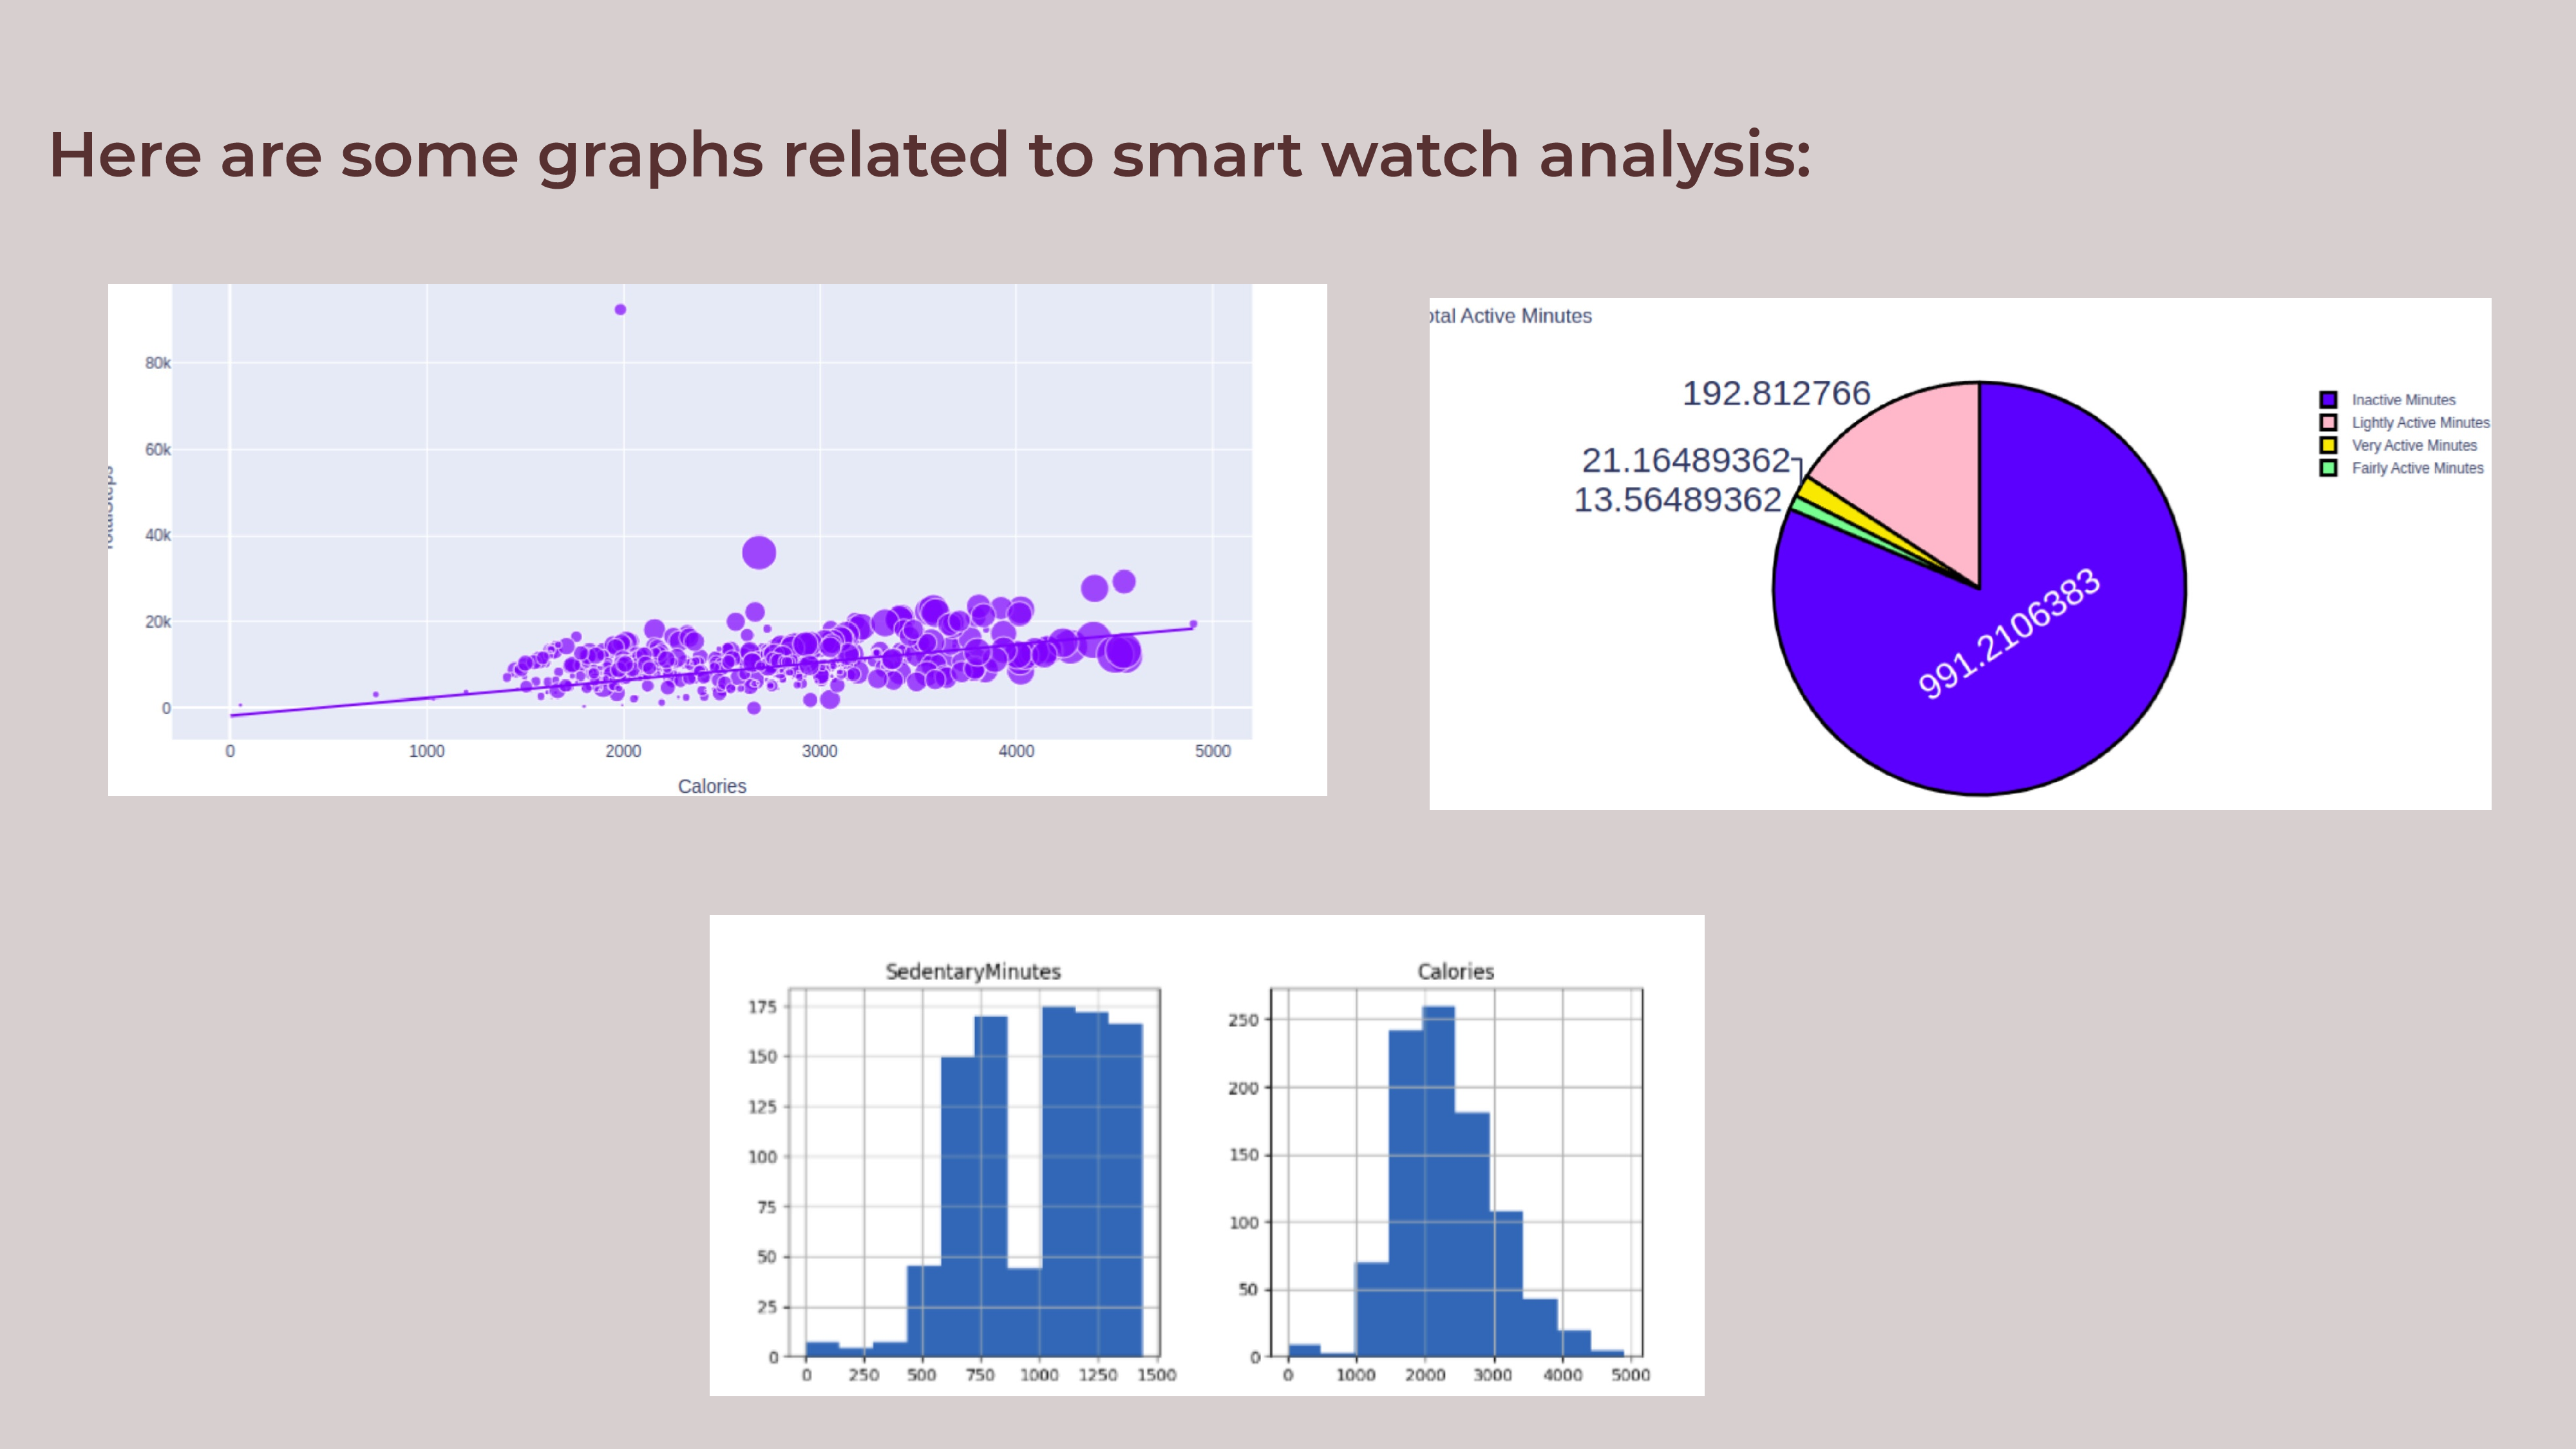 Here are some graphs related to smart watch analysis:
80k
60k
40k
20k
0
0 1000 2000 3000 4000 5000
Calories
otal Active Minutes
192.812766
21.16489362
13.56489362
991.2106383
Inactive Minutes
Lightly Active Minutes
Very Active Minutes
Fairly Active Minutes
SedentaryMinutes
175
150
125
100
75
50
25
0
0 250 500 750 1000 1250 1500
Calories
250
200
150
100
50
0
0 1000 2000 3000 4000 5000